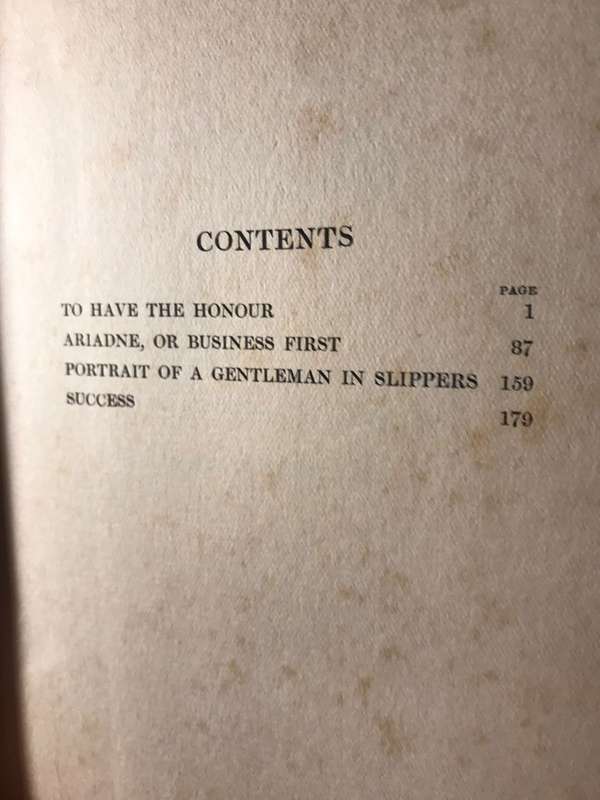 CONTENTS
PAGE
TO HAVE THE HONOUR 1
ARIADNE, OR BUSINESS FIRST 87
PORTRAIT OF A GENTLEMAN IN SLIPPERS 159
SUCCESS 179